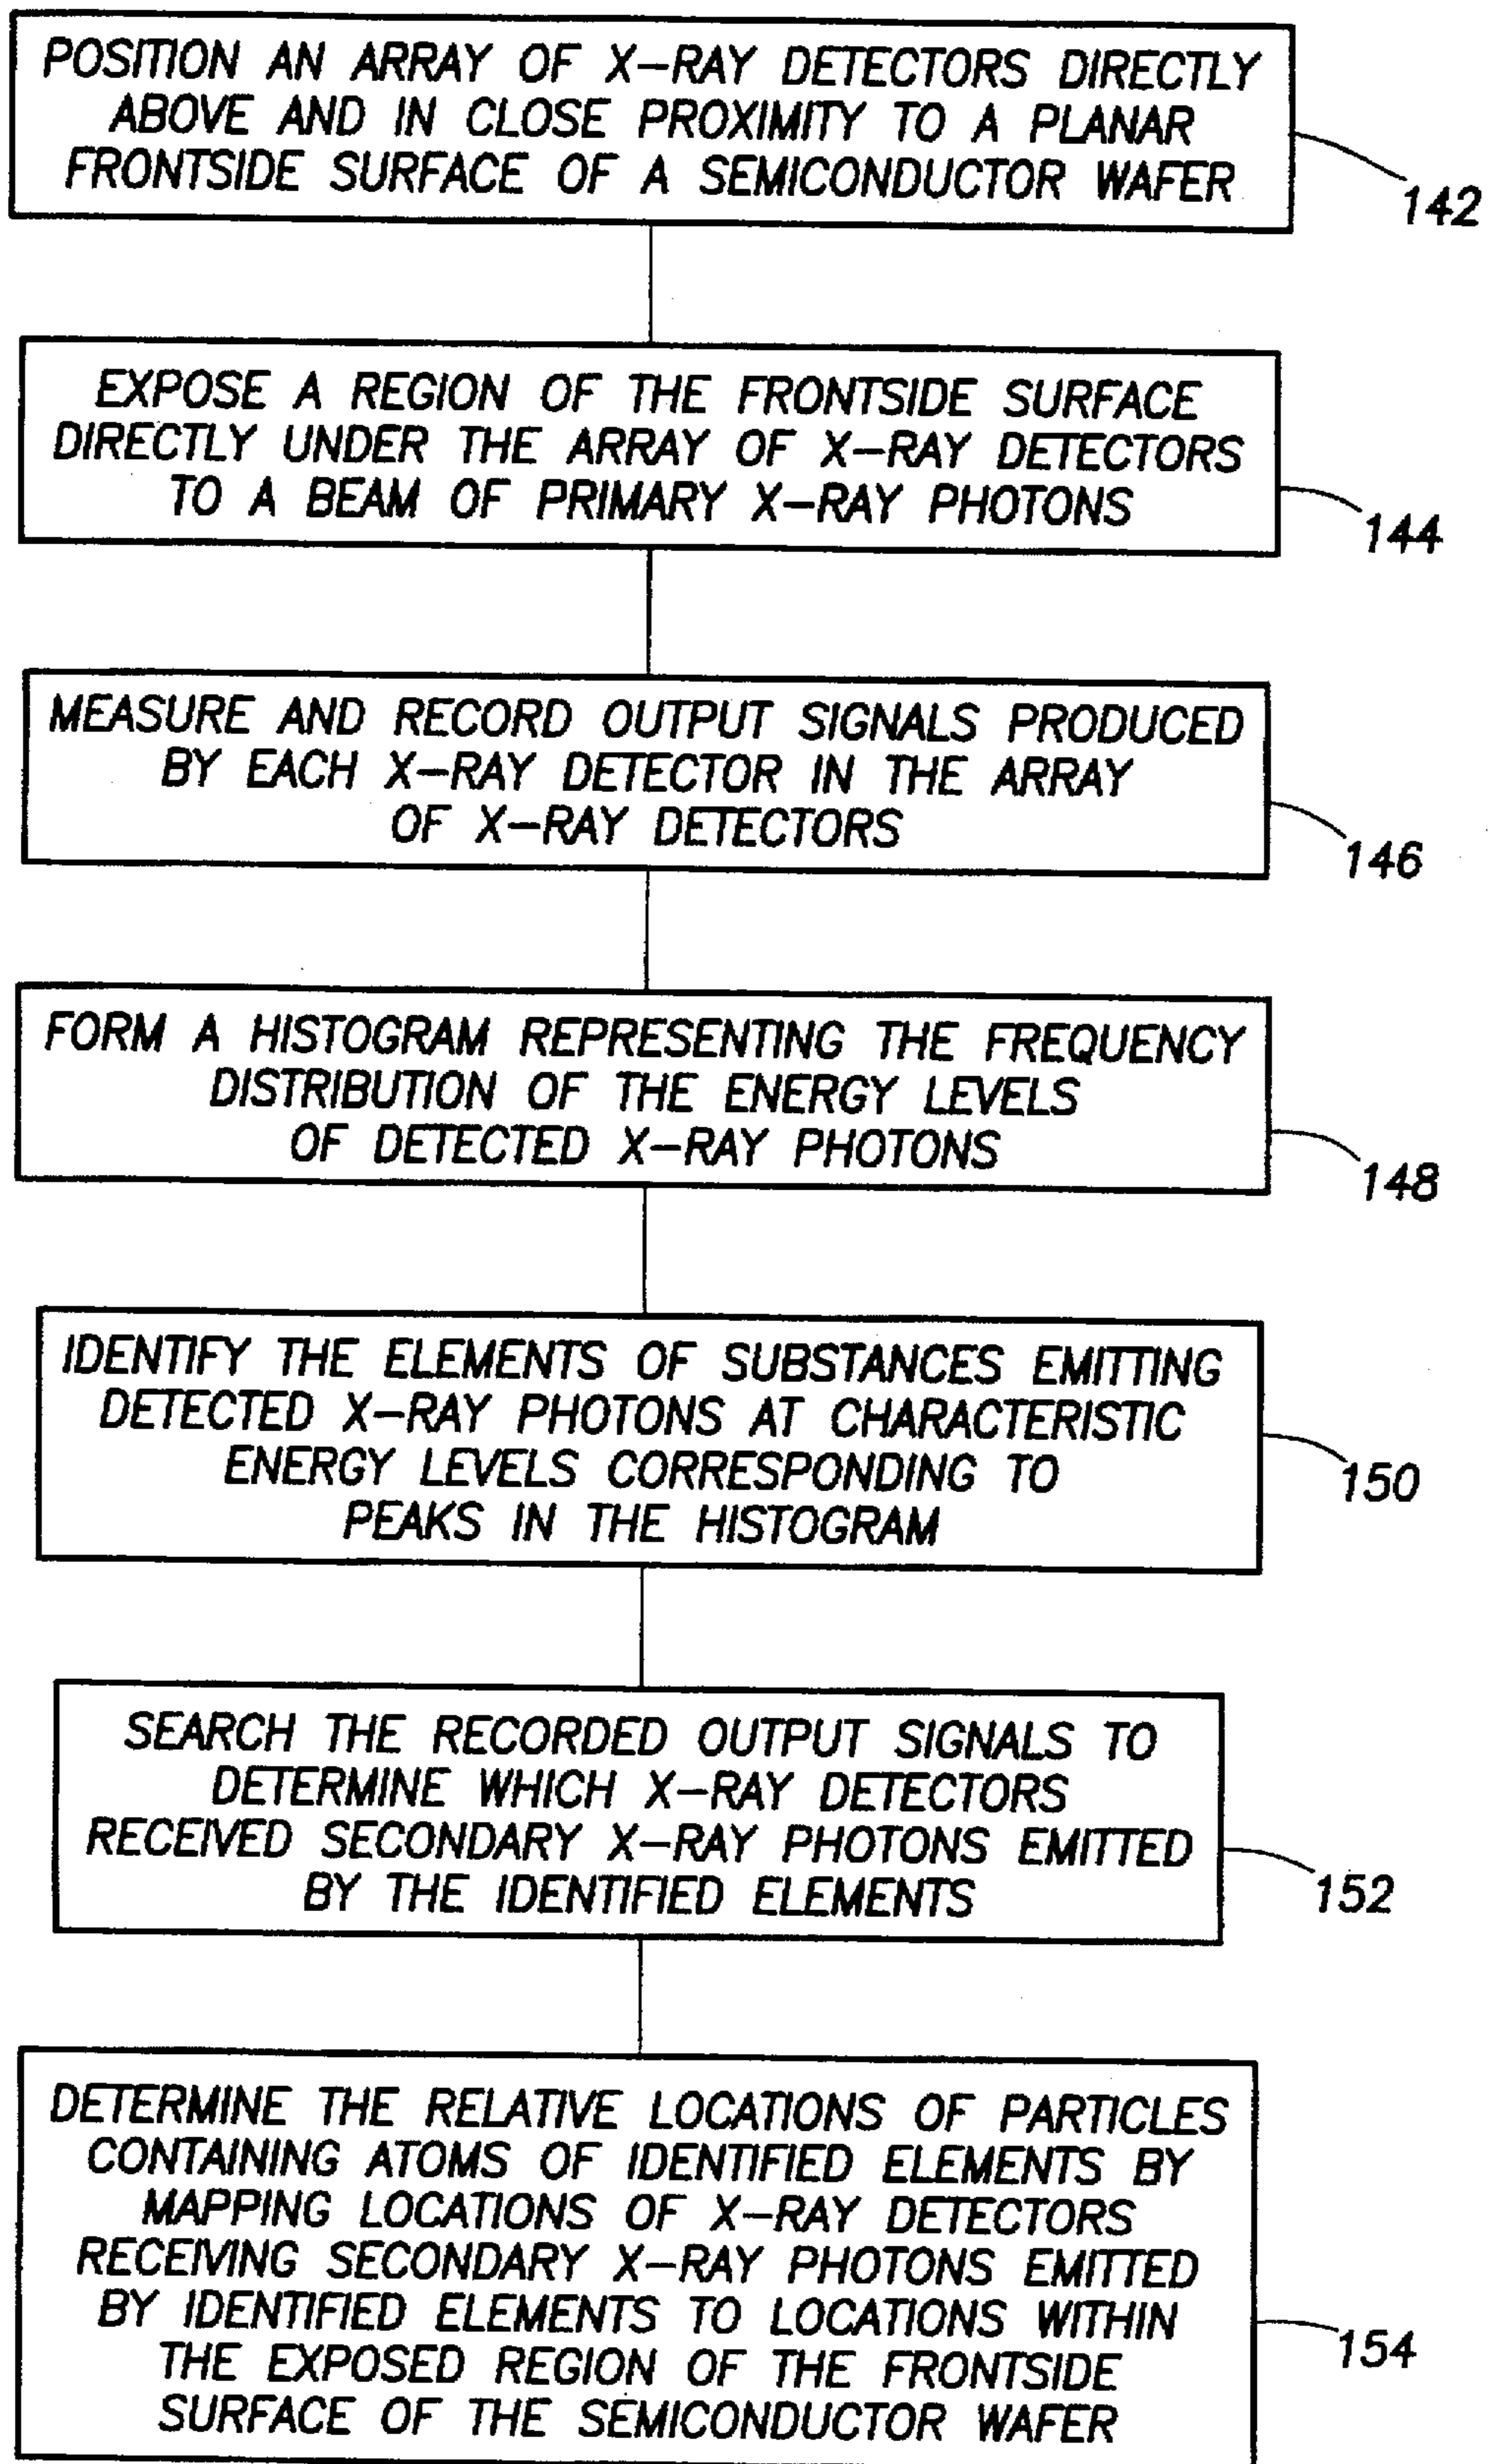 POSITION AN ARRAY OF X-RAY DETECTORS DIRECTLY
ABOVE AND IN CLOSE PROXIMITY TO A PLANAR
FRONTSIDE SURFACE OF A SEMICONDUCTOR WAFER
142
EXPOSE A REGION OF THE FRONTSIDE SURFACE
DIRECTLY UNDER THE ARRAY OF X-RAY DETECTORS
TO A BEAM OF PRIMARY X-RAY PHOTONS
144
MEASURE AND RECORD OUTPUT SIGNALS PRODUCED
BY EACH X-RAY DETECTOR IN THE ARRAY
OF X-RAY DETECTORS
146
FORM A HISTOGRAM REPRESENTING THE FREQUENCY
DISTRIBUTION OF THE ENERGY LEVELS
OF DETECTED X-RAY PHOTONS
148
IDENTIFY THE ELEMENTS OF SUBSTANCES EMITTING
DETECTED X-RAY PHOTONS AT CHARACTERISTIC
ENERGY LEVELS CORRESPONDING TO
PEAKS IN THE HISTOGRAM
150
SEARCH THE RECORDED OUTPUT SIGNALS TO
DETERMINE WHICH X-RAY DETECTORS
RECEIVED SECONDARY X-RAY PHOTONS EMITTED
BY THE IDENTIFIED ELEMENTS
152
DETERMINE THE RELATIVE LOCATIONS OF PARTICLES
CONTAINING ATOMS OF IDENTIFIED ELEMENTS BY
MAPPING LOCATIONS OF X-RAY DETECTORS
RECEIVING SECONDARY X-RAY PHOTONS EMITTED
BY IDENTIFIED ELEMENTS TO LOCATIONS WITHIN
THE EXPOSED REGION OF THE FRONTSIDE
SURFACE OF THE SEMICONDUCTOR WAFER
154